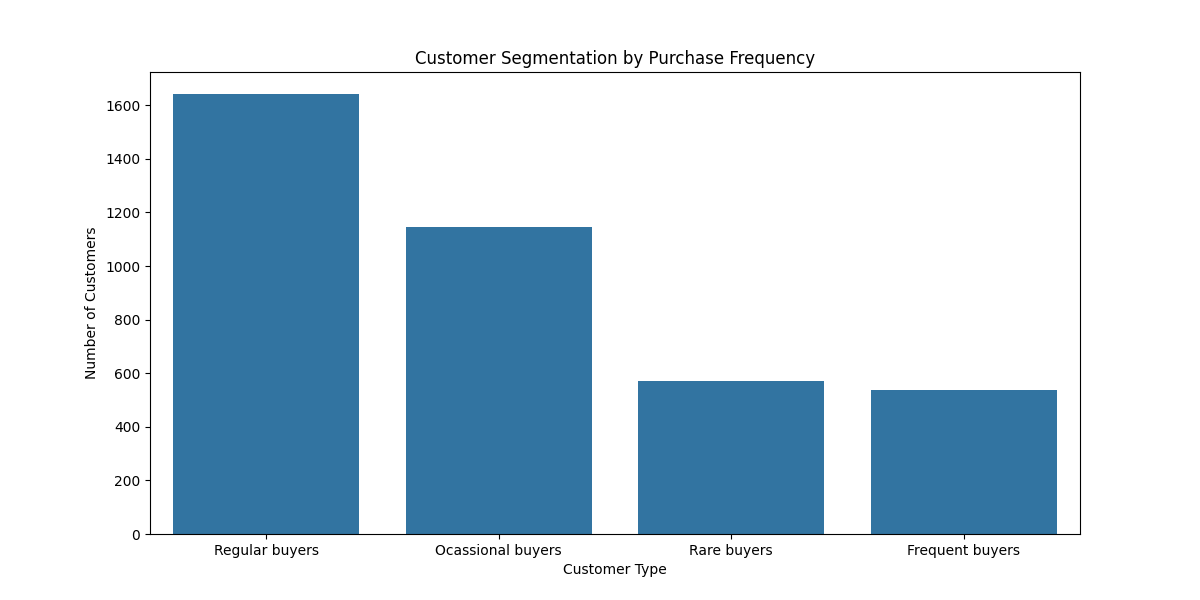 Customer Segmentation by Purchase Frequency
Number of Customers
1600
1400
1200
1000
800
600
400
200
0
Regular buyers
Ocassional buyers
Rare buyers
Frequent buyers
Customer Type